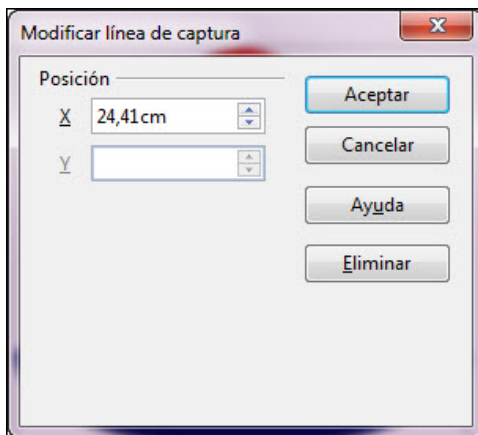 Modificar línea de captura
Posición
X 24,41cm
Y
Aceptar
Cancelar
Ayuda
Eliminar